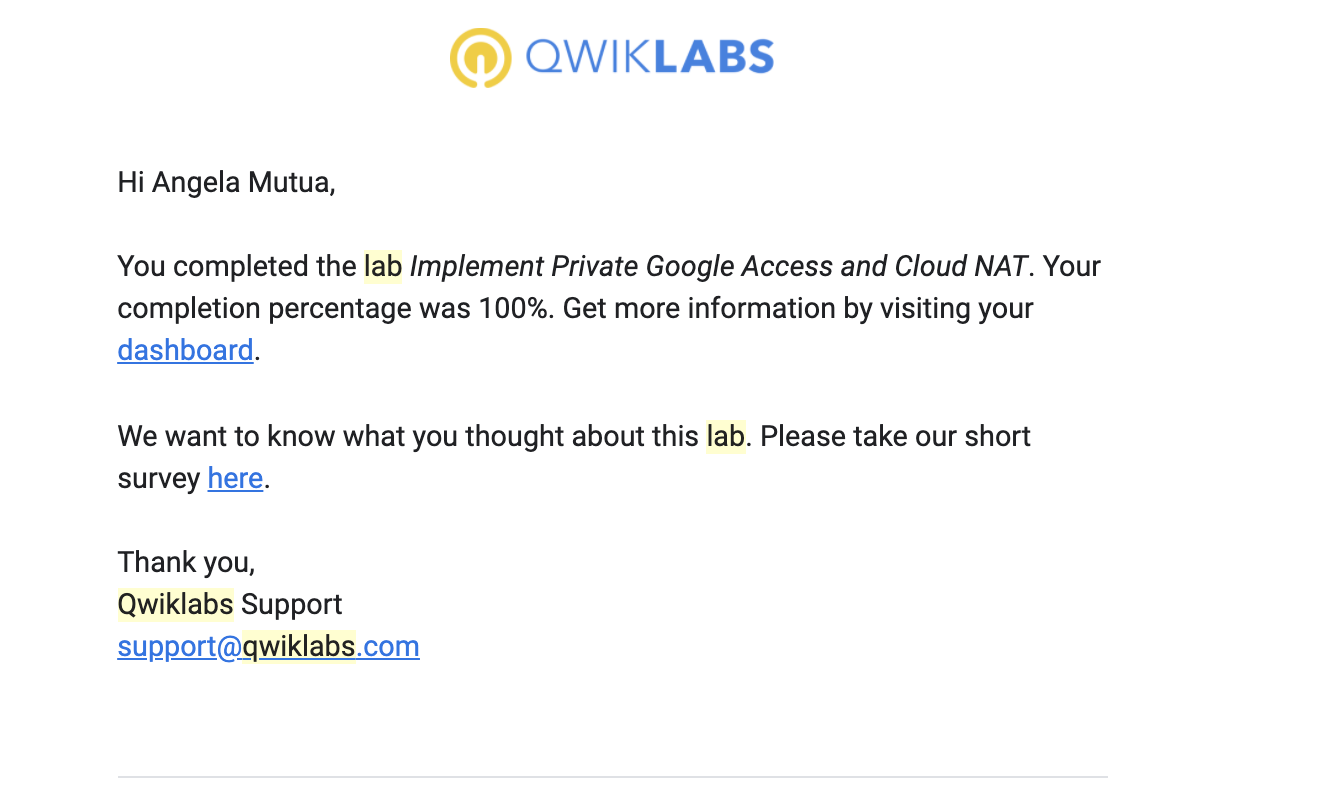 QWIKLABS
Hi Angela Mutua,
You completed the lab Implement Private Google Access and Cloud NAT. Your
completion percentage was 100%. Get more information by visiting your
dashboard.
We want to know what you thought about this lab. Please take our short
survey here.
Thank you,
Qwiklabs Support
support@qwiklabs.com